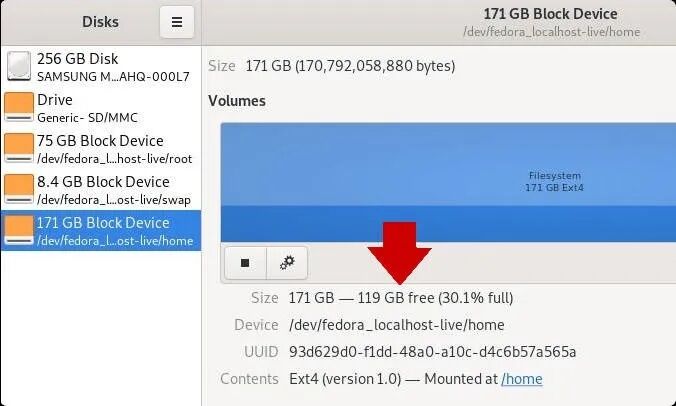 Disks
171 GB Block Device
/dev/fedora_localhost-live/home
256 GB Disk
SAMSUNG M...AHQ-000L7
Drive
Generic- SD/MMC
75 GB Block Device
/dev/fedora_l...host-live/root
8.4 GB Block Device
/dev/fedora_l...ost-live/swap
171 GB Block Device
/dev/fedora_l...ost-live/home
Size 171 GB (170,792,058,880 bytes)
Volumes
Filesystem
171 GB Ext4
Size 171 GB — 119 GB free (30.1% full)
Device /dev/fedora_localhost-live/home
UUID 93d629d0-f1dd-48a0-a10c-d4c6b57a565a
Contents Ext4 (version 1.0) — Mounted at /home